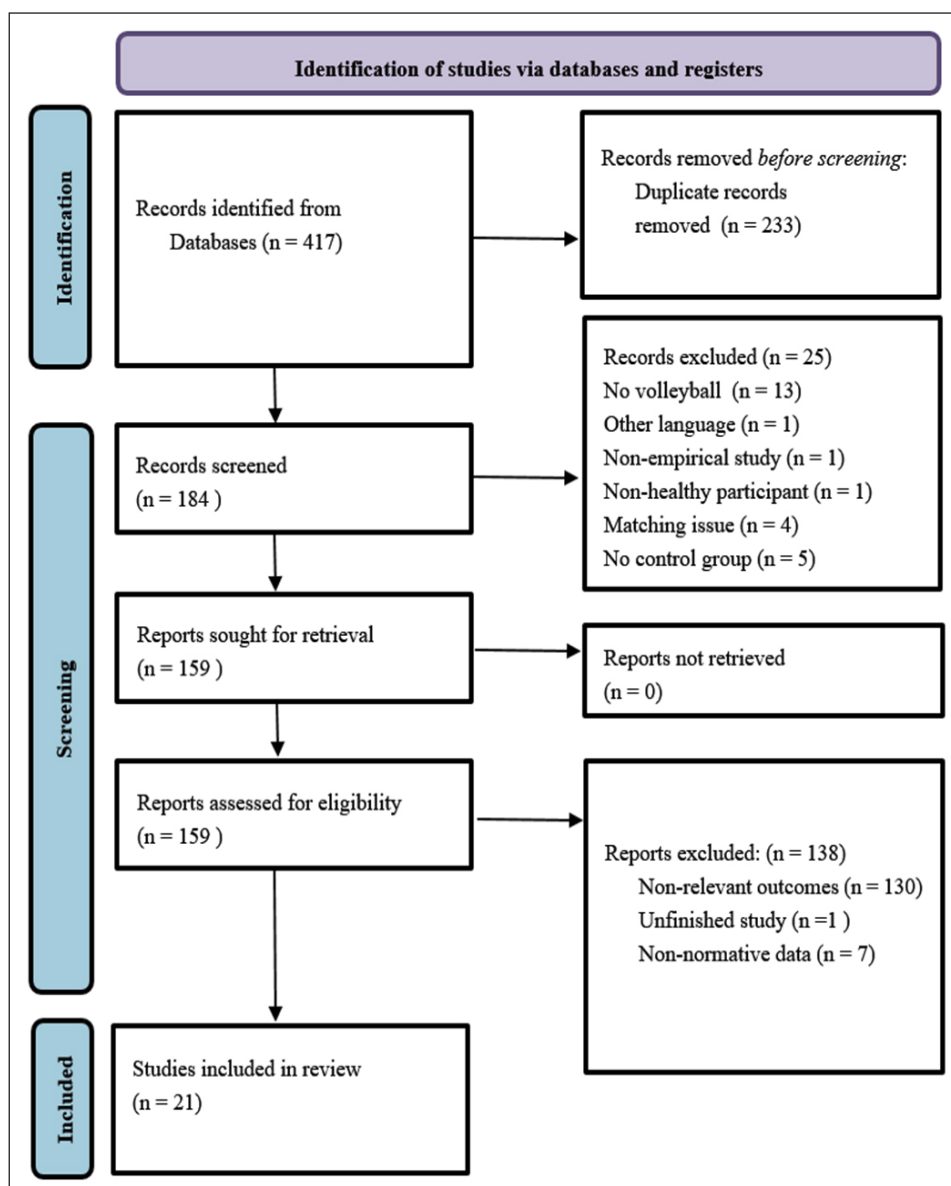 Identification of studies via databases and registers
Identification
Records identified from
Databases (n = 417)
Records removed before screening:
Duplicate records
removed (n = 233)
Screening
Records screened
(n = 184 )
Records excluded (n = 25)
No volleyball (n = 13)
Other language (n = 1)
Non-empirical study (n = 1)
Non-healthy participant (n = 1)
Matching issue (n = 4)
No control group (n = 5)
Reports sought for retrieval
(n = 159 )
Reports not retrieved
(n = 0)
Reports assessed for eligibility
(n = 159 )
Reports excluded: (n = 138)
Non-relevant outcomes (n = 130)
Unfinished study (n =1 )
Non-normative data (n = 7)
Included
Studies included in review
(n = 21)